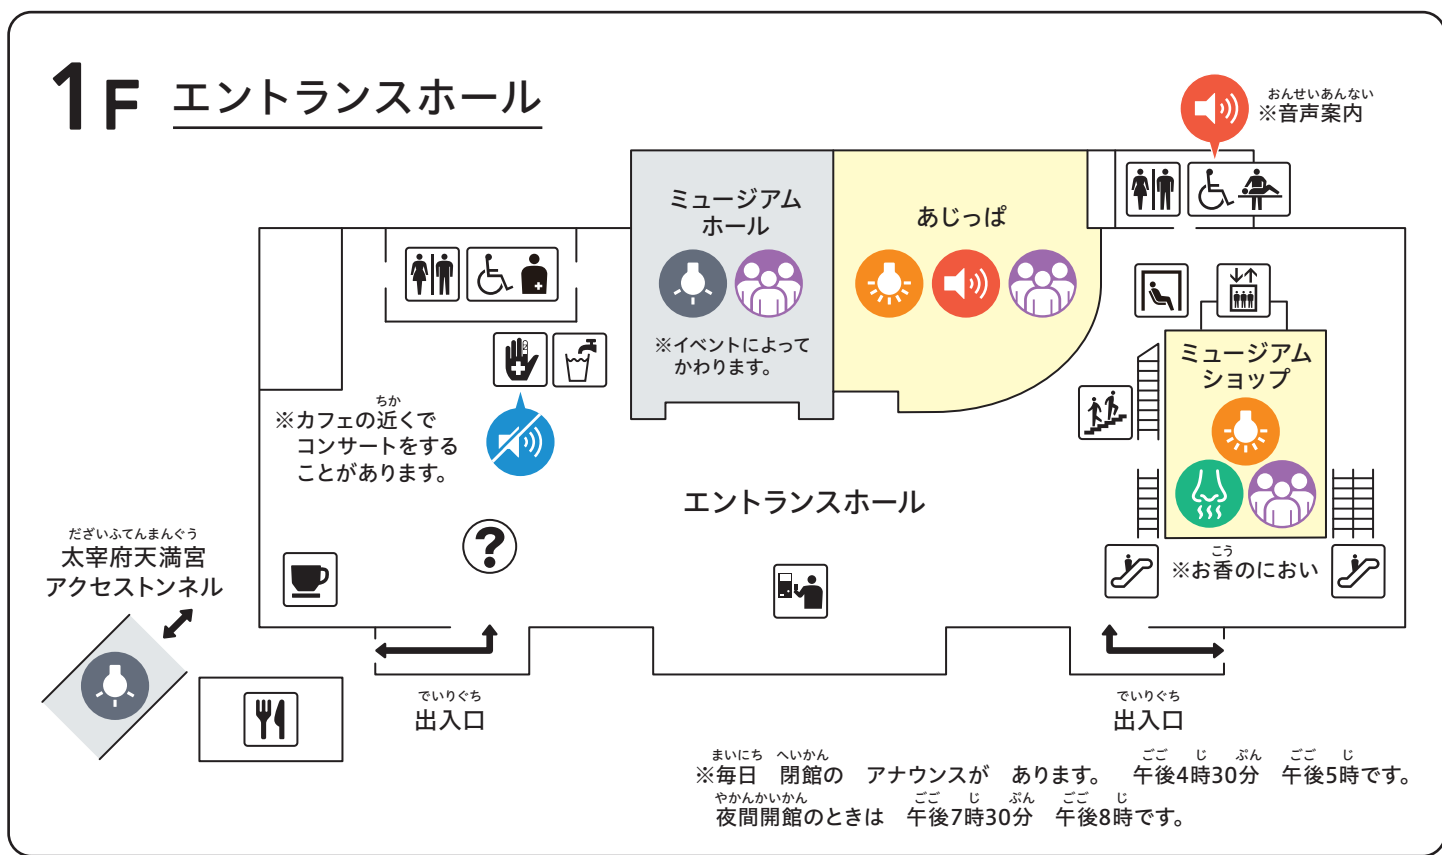 1F エントランスホール
おんせいあんない
※音声案内
ミュージアム
ホール
※イベントによって
かわります。
あじっぱ
ミュージアム
ショップ
こう
※お香のにおい
ちか
※カフェの近くで
コンサートをする
ことがあります。
?
エントランスホール
だざいふてんまんぐう
太宰府天満宮
アクセストンネル
でいりぐち
出入口
でいりぐち
出入口
まいにち へいかん ごご じ ぷん ごご じ
※毎日 閉館の アナウンスが あります。 午後4時30分 午後5時です。
やかんかいかん ごご じ ぷん ごご じ
夜間開館のときは 午後7時30分 午後8時です。